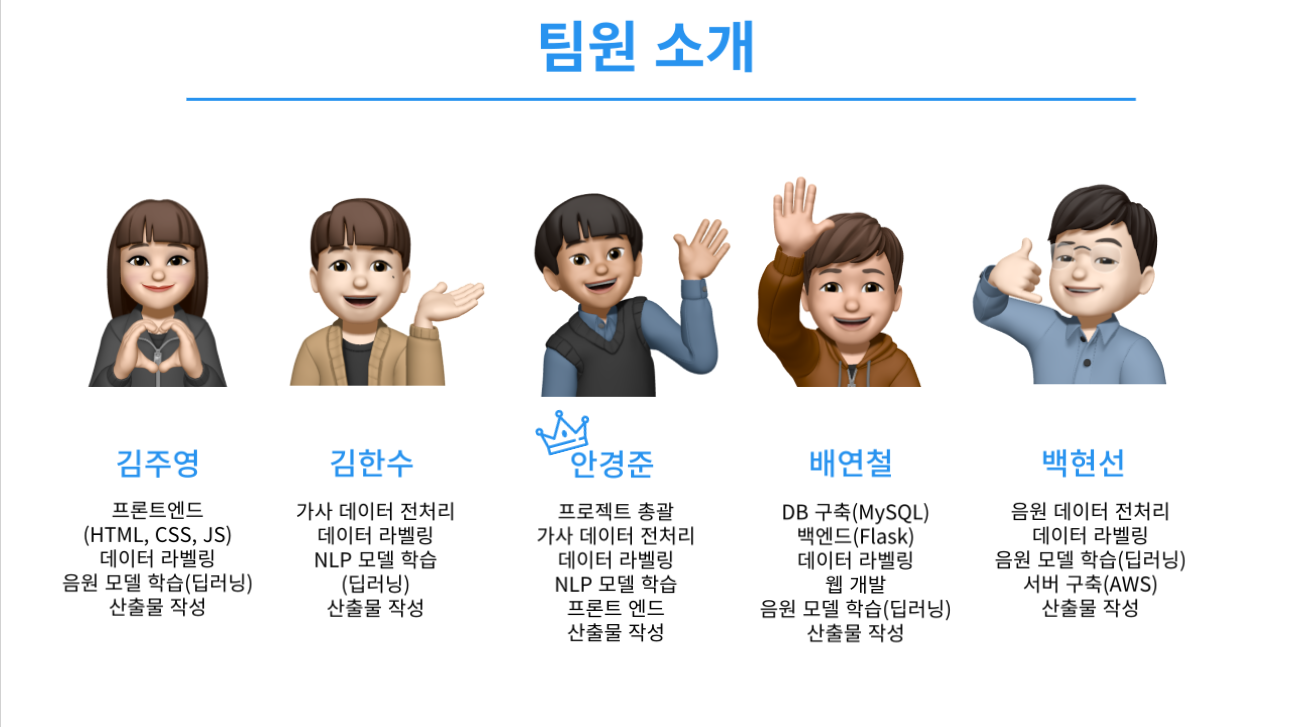 팀원 소개
김주영
프론트엔드
(HTML, CSS, JS)
데이터 라벨링
음원 모델 학습(딥러닝)
산출물 작성
김한수
가사 데이터 전처리
데이터 라벨링
NLP 모델 학습
(딥러닝)
산출물 작성
안경준
프로젝트 총괄
가사 데이터 전처리
데이터 라벨링
NLP 모델 학습
프론트 엔드
산출물 작성
배연철
DB 구축(MySQL)
백엔드(Flask)
데이터 라벨링
웹 개발
음원 모델 학습(딥러닝)
산출물 작성
백현선
음원 데이터 전처리
데이터 라벨링
음원 모델 학습(딥러닝)
서버 구축(AWS)
산출물 작성